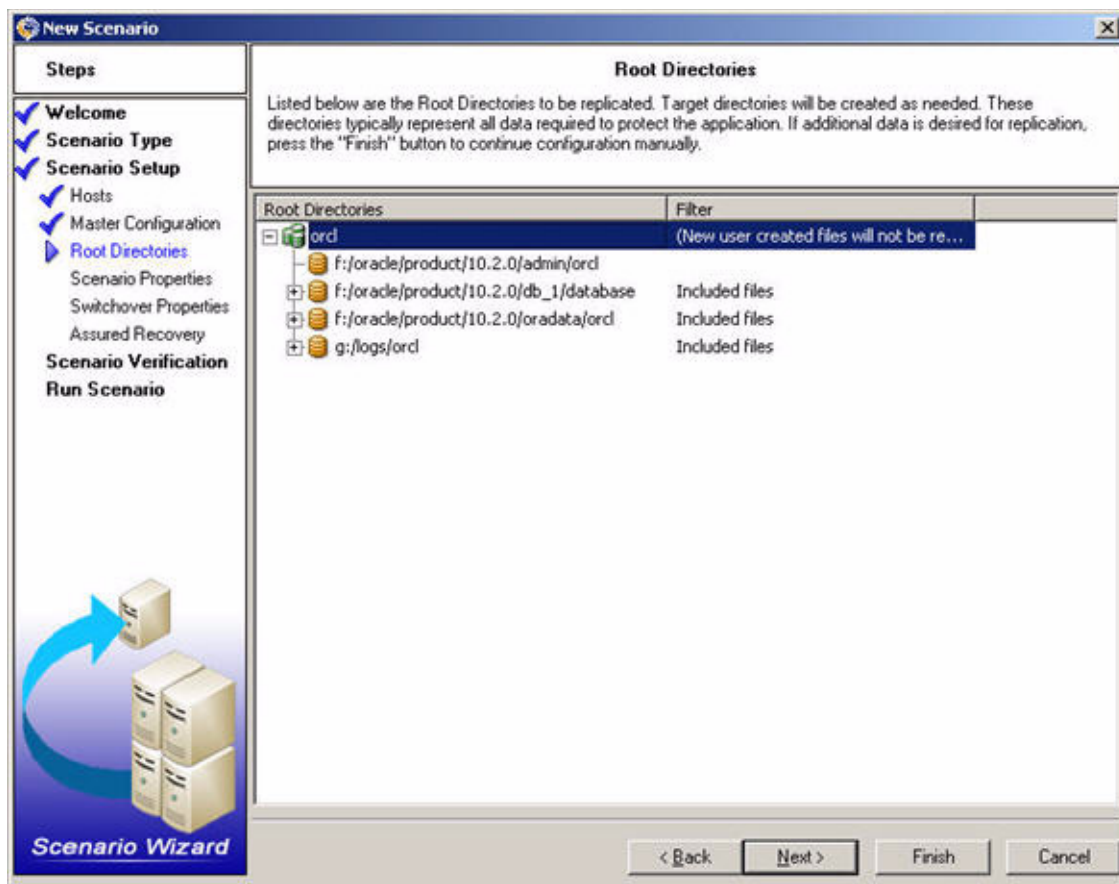 New Scenario
Steps
Welcome
Scenario Type
Scenario Setup
Hosts
Master Configuration
Root Directories
Scenario Properties
Switchover Properties
Assured Recovery
Scenario Verification
Run Scenario
Scenario Wizard
Root Directories
Listed below are the Root Directories to be replicated. Target directories will be created as needed. These
directories typically represent all data required to protect the application. If additional data is desired for replication,
press the "Finish" button to continue configuration manually.
Root Directories Filter
orcl (New user created files will not be re...
f:/oracle/product/10.2.0/admin/orcl
f:/oracle/product/10.2.0/db_1/database Included files
f:/oracle/product/10.2.0/oradata/orcl Included files
g:/logs/orcl Included files
< Back Next > Finish Cancel